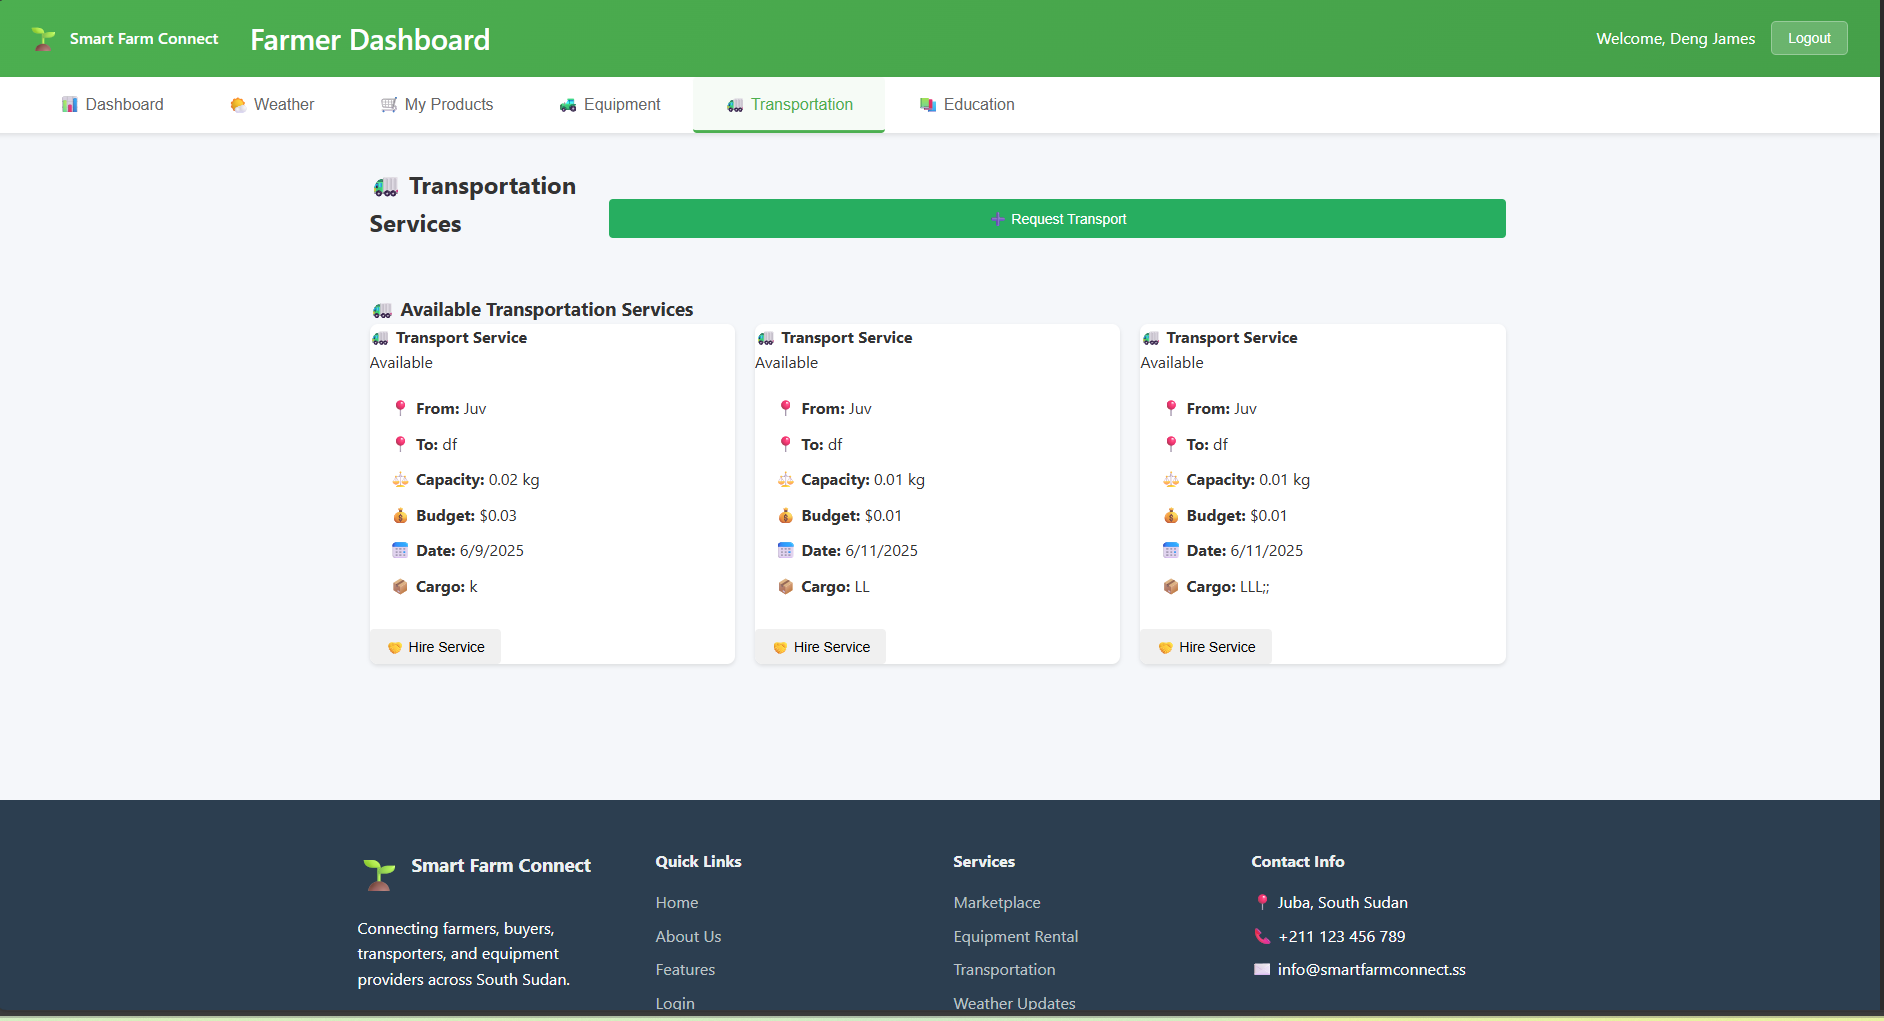 Smart Farm Connect
Farmer Dashboard
Welcome, Deng James
Logout
Dashboard
Weather
My Products
Equipment
Transportation
Education
Transportation
Services
Request Transport
Available Transportation Services
Transport Service
Available
From: Juv
To: df
Capacity: 0.02 kg
Budget: $0.03
Date: 6/9/2025
Cargo: k
Hire Service
Transport Service
Available
From: Juv
To: df
Capacity: 0.01 kg
Budget: $0.01
Date: 6/11/2025
Cargo: LL
Hire Service
Transport Service
Available
From: Juv
To: df
Capacity: 0.01 kg
Budget: $0.01
Date: 6/11/2025
Cargo: LLL;;
Hire Service
Smart Farm Connect
Connecting farmers, buyers,
transporters, and equipment
providers across South Sudan.
Quick Links
Home
About Us
Features
Login
Services
Marketplace
Equipment Rental
Transportation
Weather Updates
Contact Info
Juba, South Sudan
+211 123 456 789
info@smartfarmconnect.ss